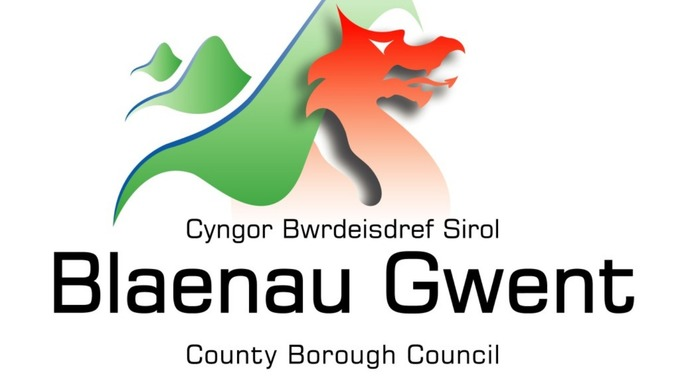 Cyngor Bwrdeisdref Sirol
Blaenau Gwent
County Borough Council